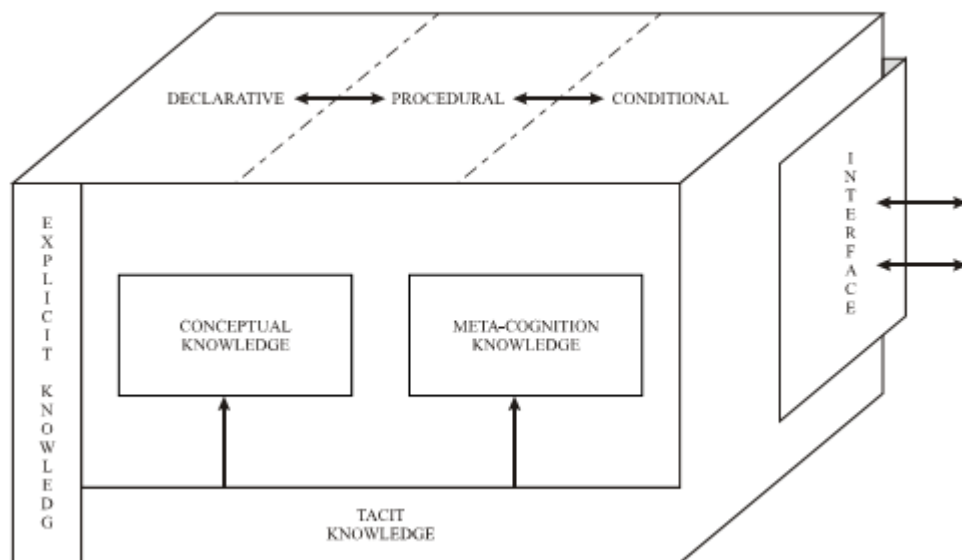 DECLARATIVE PROCEDURAL CONDITIONAL
INTERFACE
EXPLICIT KNOWLEDG
CONCEPTUAL
KNOWLEDGE
META-COGNITION
KNOWLEDGE
TACIT
KNOWLEDGE